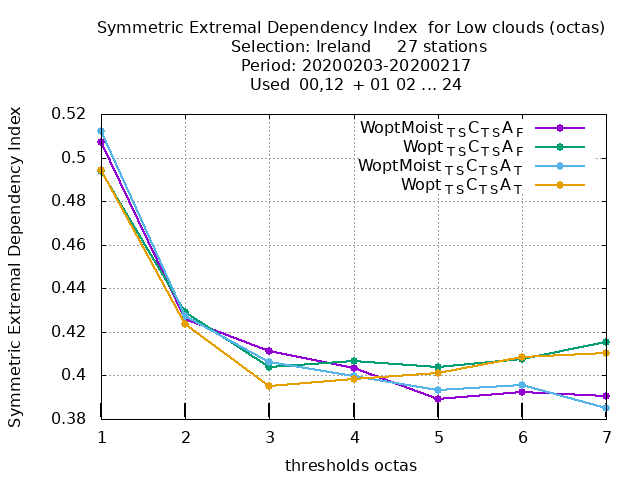 Symmetric Extremal Dependency Index for Low clouds (octas)
Selection: Ireland 27 stations
Period: 20200203-20200217
Used 00,12 + 01 02 ... 24
Symmetric Extremal Dependency Index
0.52
0.5
0.48
0.46
0.44
0.42
0.4
0.38
WoptMoist TS C TS A F
Wopt TS C TS A F
WoptMoist TS C TS A T
Wopt TS C TS A T
1 2 3 4 5 6 7
thresholds octas